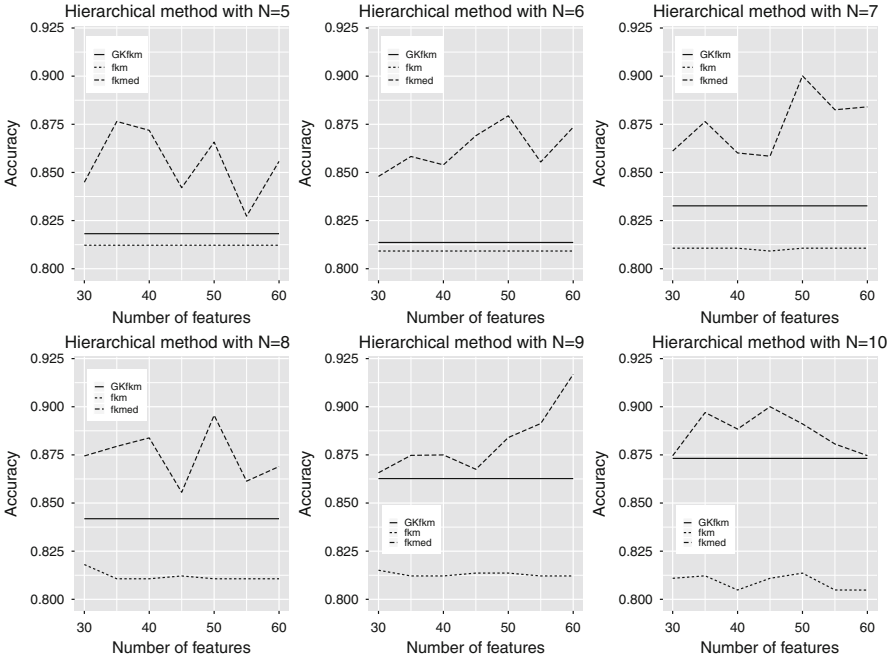 Hierarchical method with N=5
0.925
0.900
0.875
0.850
0.825
0.800
Accuracy
GKfkm
fkm
fkmed
30 40 50 60
Number of features
Hierarchical method with N=6
0.925
0.900
0.875
0.850
0.825
0.800
Accuracy
GKfkm
fkm
fkmed
30 40 50 60
Number of features
Hierarchical method with N=7
0.925
0.900
0.875
0.850
0.825
0.800
Accuracy
GKfkm
fkm
fkmed
30 40 50 60
Number of features
Hierarchical method with N=8
0.925
0.900
0.875
0.850
0.825
0.800
Accuracy
GKfkm
fkm
fkmed
30 40 50 60
Number of features
Hierarchical method with N=9
0.925
0.900
0.875
0.850
0.825
0.800
Accuracy
GKfkm
fkm
fkmed
30 40 50 60
Number of features
Hierarchical method with N=10
0.925
0.900
0.875
0.850
0.825
0.800
Accuracy
GKfkm
fkm
fkmed
30 40 50 60
Number of features